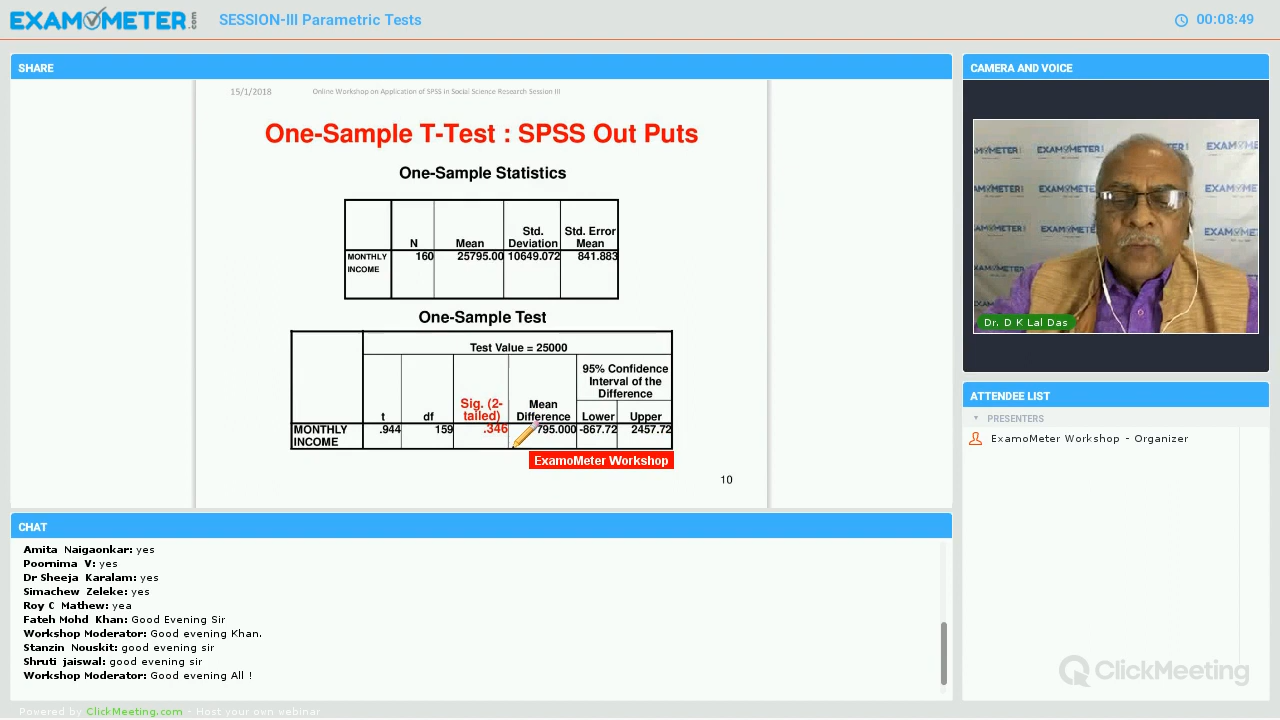 EXAMOMETER.com
SESSION-III Parametric Tests
00:08:49
SHARE
15/1/2018 Online Workshop on Application of SPSS in Social Science Research Session III
One-Sample T-Test : SPSS Out Puts
One-Sample Statistics
N Mean Std. Deviation Std. Error Mean
MONTHLY INCOME 160 25795.00 10649.072 841.883
One-Sample Test
Test Value = 25000
95% Confidence Interval of the Difference
t df Sig. (2-tailed) Mean Difference Lower Upper
MONTHLY INCOME .944 159 .346 795.000 -867.72 2457.72
ExamoMeter Workshop
10
CAMERA AND VOICE
EXAMOMETER
Dr. D K Lal Das
ATTENDEE LIST
PRESENTERS
ExamoMeter Workshop - Organizer
CHAT
Amita Naigaonkar: yes
Poornima V: yes
Dr Sheeja Karalam: yes
Simachew Zeleke: yes
Roy C Mathew: yea
Fateh Mohd Khan: Good Evening Sir
Workshop Moderator: Good evening Khan.
Stanzin Nouskit: good evening sir
Shruti jaiswal: good evening sir
Workshop Moderator: Good evening All !
ClickMeeting
Powered by ClickMeeting.com - Host your own webinar